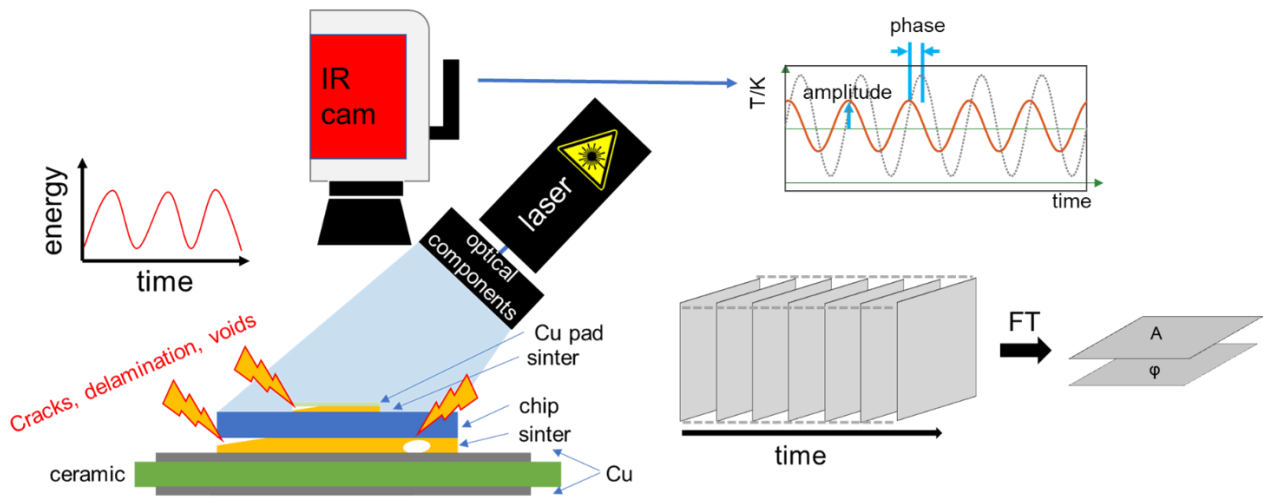 IR
cam
laser
optical
components
energy
time
Cracks, delamination, voids
Cu pad
sinter
chip
sinter
ceramic
Cu
phase
amplitude
T/K
time
FT
A
φ
time